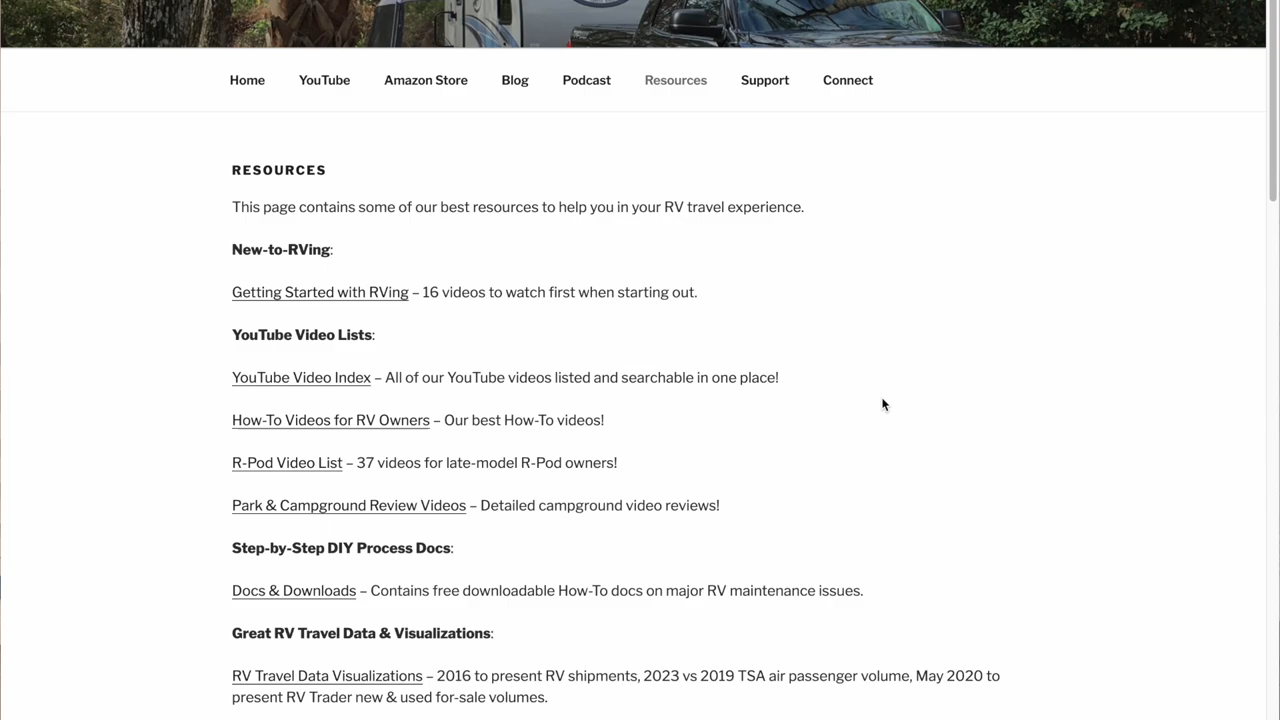 Home YouTube Amazon Store Blog Podcast Resources Support Connect
RESOURCES
This page contains some of our best resources to help you in your RV travel experience.
New-to-RVing:
Getting Started with RVing – 16 videos to watch first when starting out.
YouTube Video Lists:
YouTube Video Index – All of our YouTube videos listed and searchable in one place!
How-To Videos for RV Owners – Our best How-To videos!
R-Pod Video List – 37 videos for late-model R-Pod owners!
Park & Campground Review Videos – Detailed campground video reviews!
Step-by-Step DIY Process Docs:
Docs & Downloads – Contains free downloadable How-To docs on major RV maintenance issues.
Great RV Travel Data & Visualizations:
RV Travel Data Visualizations – 2016 to present RV shipments, 2023 vs 2019 TSA air passenger volume, May 2020 to
present RV Trader new & used for-sale volumes.